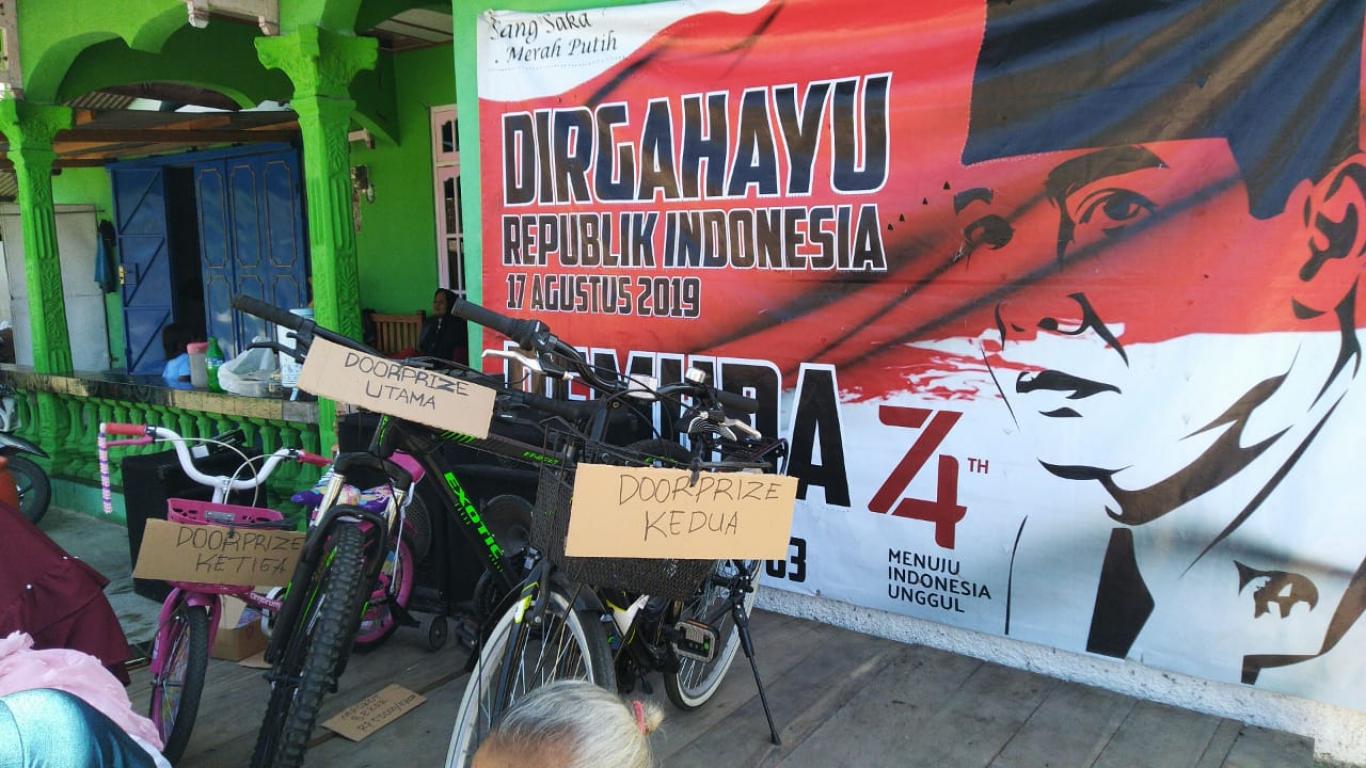 Sang Saka
Merah Putih
DIRGAHAYU
REPUBLIK INDONESIA
17 AGUSTUS 2019
74TH
MENUJU
INDONESIA
UNGGUL
DOORPRIZE
UTAMA
DOORPRIZE
KEDUA
DOORPRIZE
KETIGA
EXOTIC
03